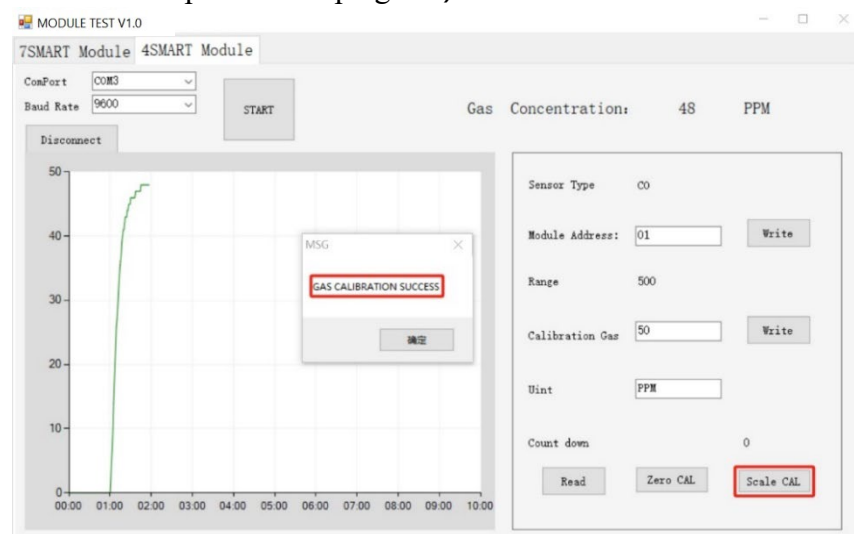 MODULE TEST V1.0
7SMART Module 4SMART Module
ComPort COM3
Baud Rate 9600
START
Disconnect
Gas Concentration: 48 PPM
50
40
30
20
10
0
00:00 01:00 02:00 03:00 04:00 05:00 06:00 07:00 08:00 09:00 10:00
MSG
GAS CALIBRATION SUCCESS
确定
Sensor Type CO
Module Address: 01 Write
Range 500
Calibration Gas 50 Write
Uint PPM
Count down 0
Read Zero CAL Scale CAL